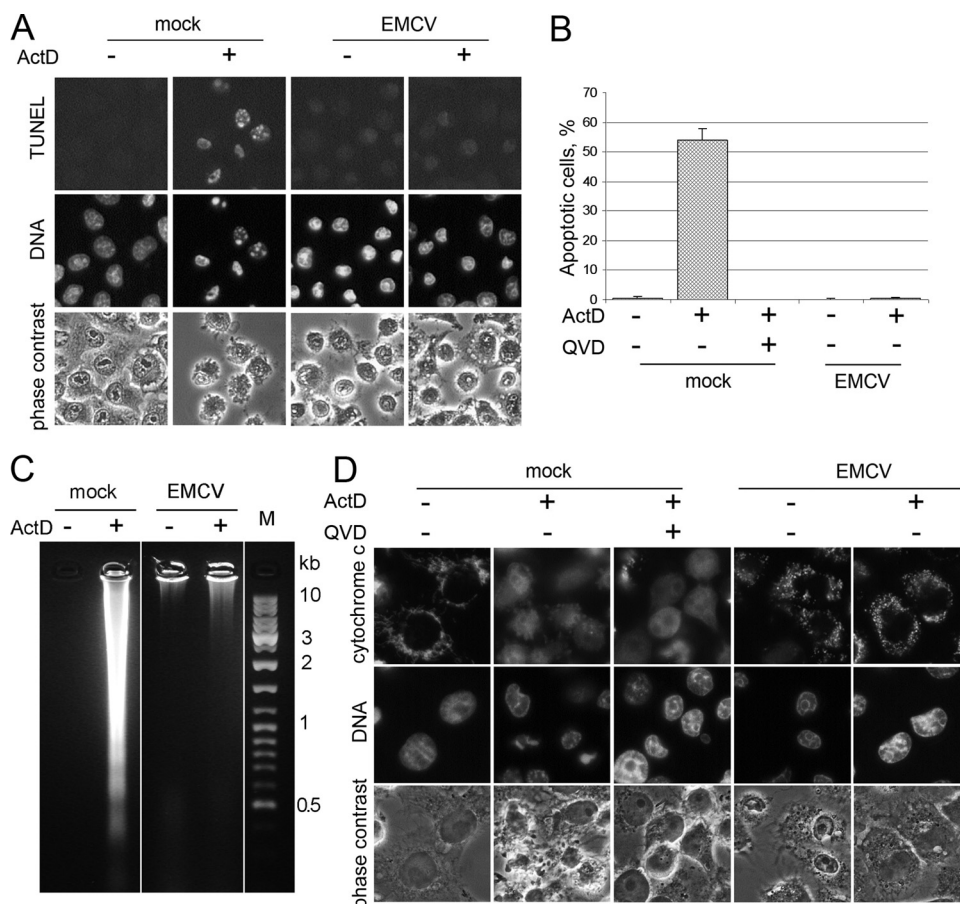 A
mock EMCV
ActD - + - +
TUNEL
DNA
phase contrast
B
Apoptotic cells, %
70
60
50
40
30
20
10
0
ActD - + + - +
QVD - - + - -
mock EMCV
C
mock EMCV
ActD - + - + M
kb
10
3
2
1
0.5
D
mock EMCV
ActD - + + - +
QVD - - + - -
cytochrome c
DNA
phase contrast